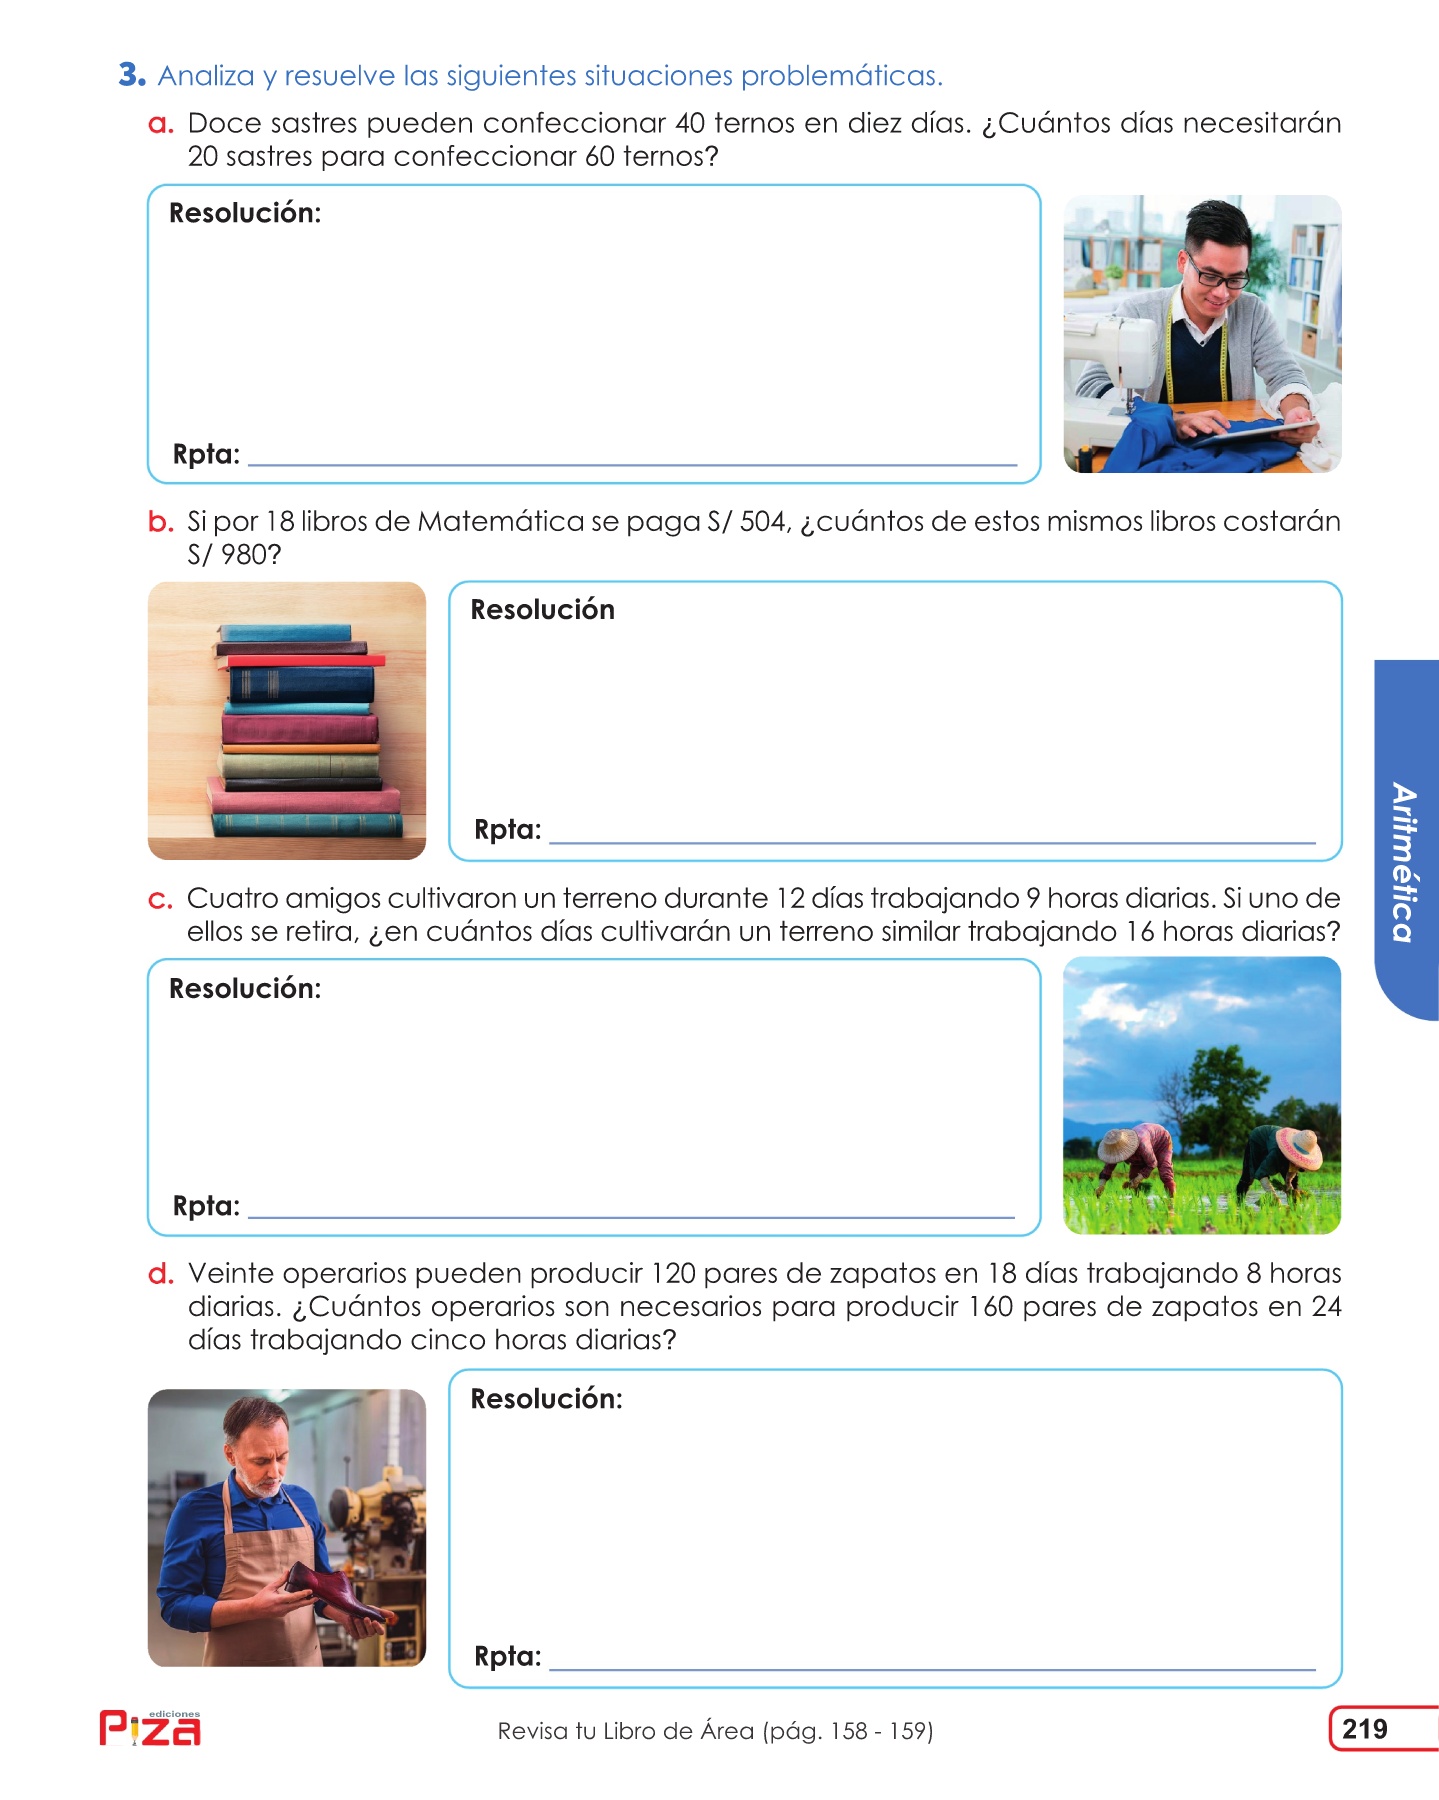 3. Analiza y resuelve las siguientes situaciones problemáticas.
a. Doce sastres pueden confeccionar 40 ternos en diez días. ¿Cuántos días necesitarán
20 sastres para confeccionar 60 ternos?
Resolución:
Rpta:
b. Si por 18 libros de Matemática se paga S/ 504, ¿cuántos de estos mismos libros costarán
S/ 980?
Resolución
Rpta:
c. Cuatro amigos cultivaron un terreno durante 12 días trabajando 9 horas diarias. Si uno de
ellos se retira, ¿en cuántos días cultivarán un terreno similar trabajando 16 horas diarias?
Resolución:
Rpta:
d. Veinte operarios pueden producir 120 pares de zapatos en 18 días trabajando 8 horas
diarias. ¿Cuántos operarios son necesarios para producir 160 pares de zapatos en 24
días trabajando cinco horas diarias?
Resolución:
Rpta:
Aritmética
ediciones
Piza
Revisa tu Libro de Área (pág. 158 - 159)
219